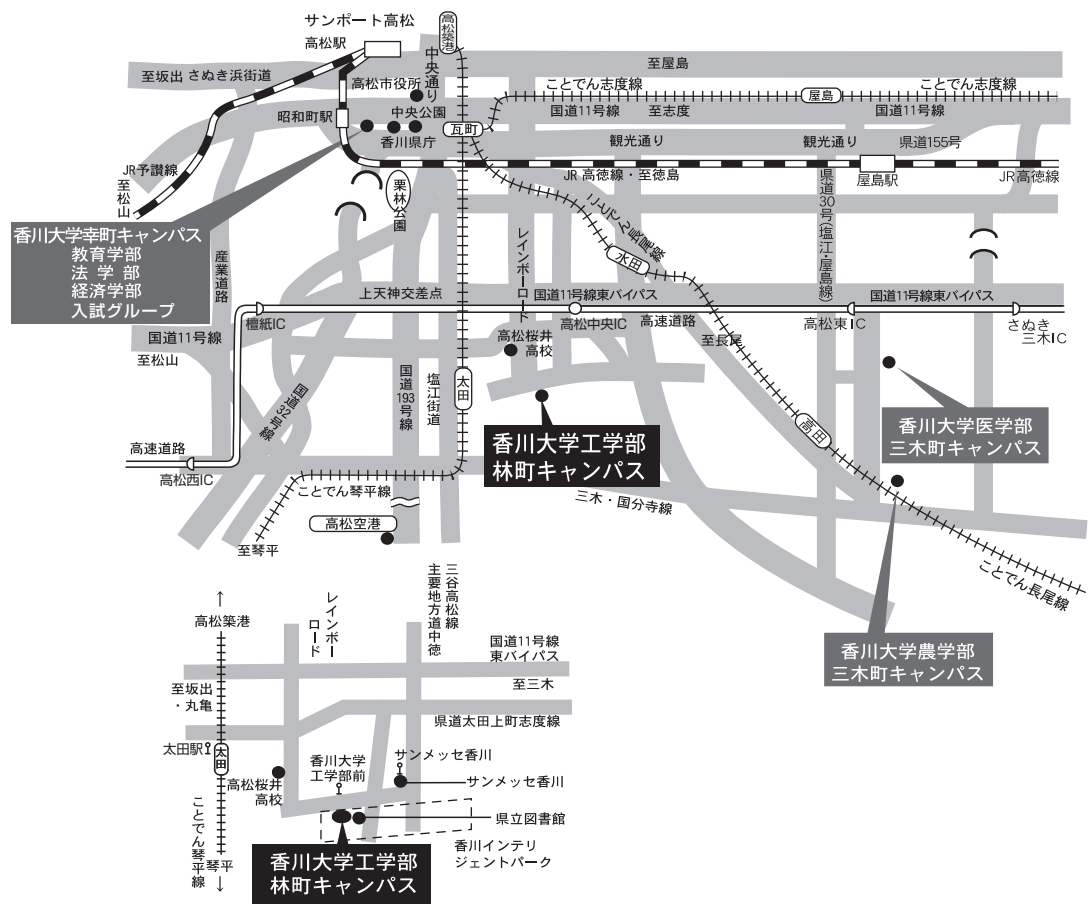 サンポート高松
高松駅
高松築港
中央通り
至坂出 さぬき浜街道
高松市役所
至屋島
ことでん志度線
ことでん志度線
屋島
国道11号線
至志度
国道11号線
昭和町駅
中央公園
香川県庁
瓦町
観光通り
観光通り
県道155号
JR予讃線
至松山
栗林公園
JR高徳線・至徳島
屋島駅
JR高徳線
香川大学幸町キャンパス
教育学部
法学部
経済学部
入試グループ
産業道路
レインボーロード
ことでん長尾線
水田
県道30号(塩江・屋島線)
上天神交差点
国道11号線東バイパス
国道11号線東バイパス
檀紙IC
高松中央IC
高速道路
高松東IC
さぬき
三木IC
国道11号線
至松山
高松桜井
高校
至長尾
国道32号線
国道193号線
塩江街道
太田
香川大学工学部
林町キャンパス
高田
香川大学医学部
三木町キャンパス
高速道路
高松西IC
ことでん琴平線
三木・国分寺線
高松空港
至琴平
ことでん長尾線
香川大学農学部
三木町キャンパス
↑
高松築港
レインボー
ロード
三谷高松線
主要地方道中徳
国道11号線
東バイパス
至三木
至坂出
・丸亀
県道太田上町志度線
太田駅
太田
香川大学
工学部前
サンメッセ香川
高松桜井
高校
サンメッセ香川
県立図書館
ことでん琴平線
香川インテリ
ジェントパーク
香川大学工学部
林町キャンパス
琴平
↓